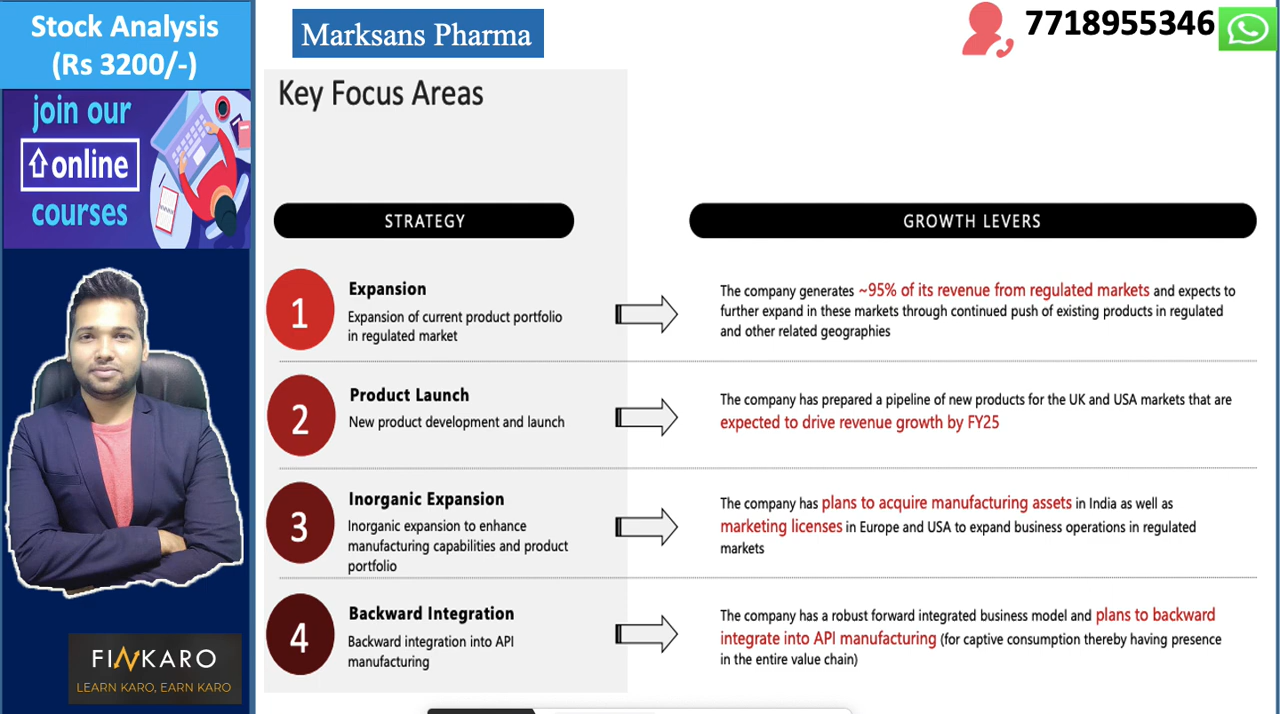 Stock Analysis
(Rs 3200/-)
join our
online
courses
FINKARO
LEARN KARO, EARN KARO
Marksans Pharma
7718955346
Key Focus Areas
STRATEGY
GROWTH LEVERS
1
Expansion
Expansion of current product portfolio
in regulated market
The company generates ~95% of its revenue from regulated markets and expects to
further expand in these markets through continued push of existing products in regulated
and other related geographies
2
Product Launch
New product development and launch
The company has prepared a pipeline of new products for the UK and USA markets that are
expected to drive revenue growth by FY25
3
Inorganic Expansion
Inorganic expansion to enhance
manufacturing capabilities and product
portfolio
The company has plans to acquire manufacturing assets in India as well as
marketing licenses in Europe and USA to expand business operations in regulated
markets
4
Backward Integration
Backward integration into API
manufacturing
The company has a robust forward integrated business model and plans to backward
integrate into API manufacturing (for captive consumption thereby having presence
in the entire value chain)